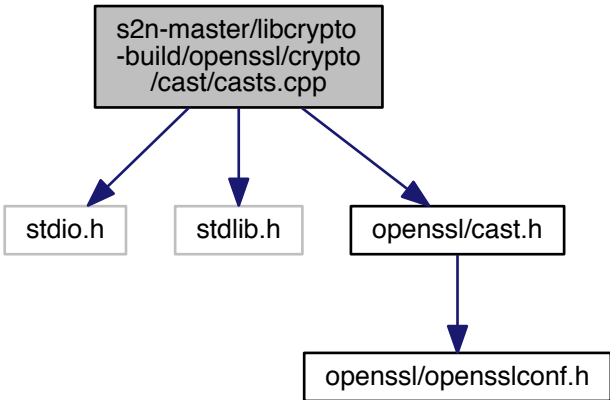 s2n-master/libcrypto
-build/openssl/crypto
/cast/casts.cpp
stdio.h
stdlib.h
openssl/cast.h
openssl/opensslconf.h